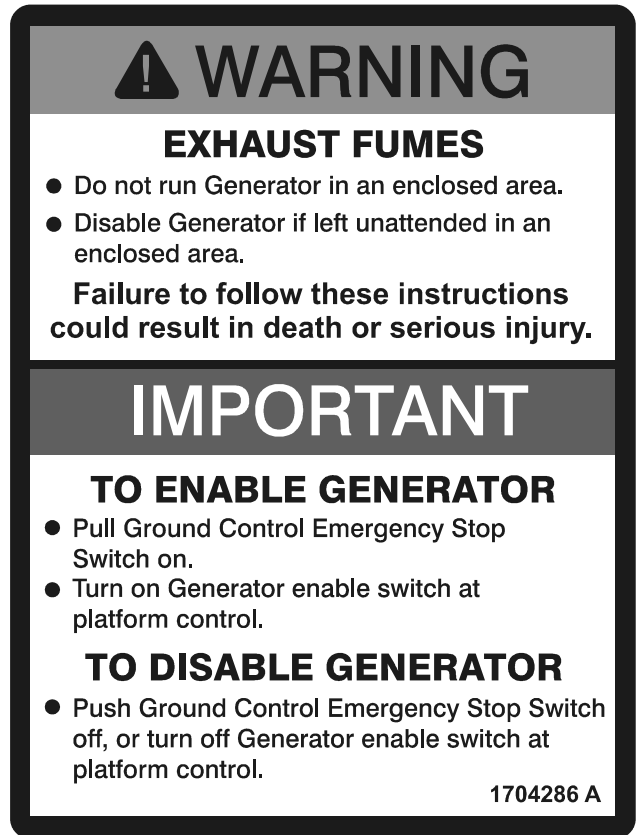 WARNING
EXHAUST FUMES
● Do not run Generator in an enclosed area.
● Disable Generator if left unattended in an
enclosed area.
Failure to follow these instructions
could result in death or serious injury.
IMPORTANT
TO ENABLE GENERATOR
● Pull Ground Control Emergency Stop
Switch on.
● Turn on Generator enable switch at
platform control.
TO DISABLE GENERATOR
● Push Ground Control Emergency Stop Switch
off, or turn off Generator enable switch at
platform control.
1704286 A